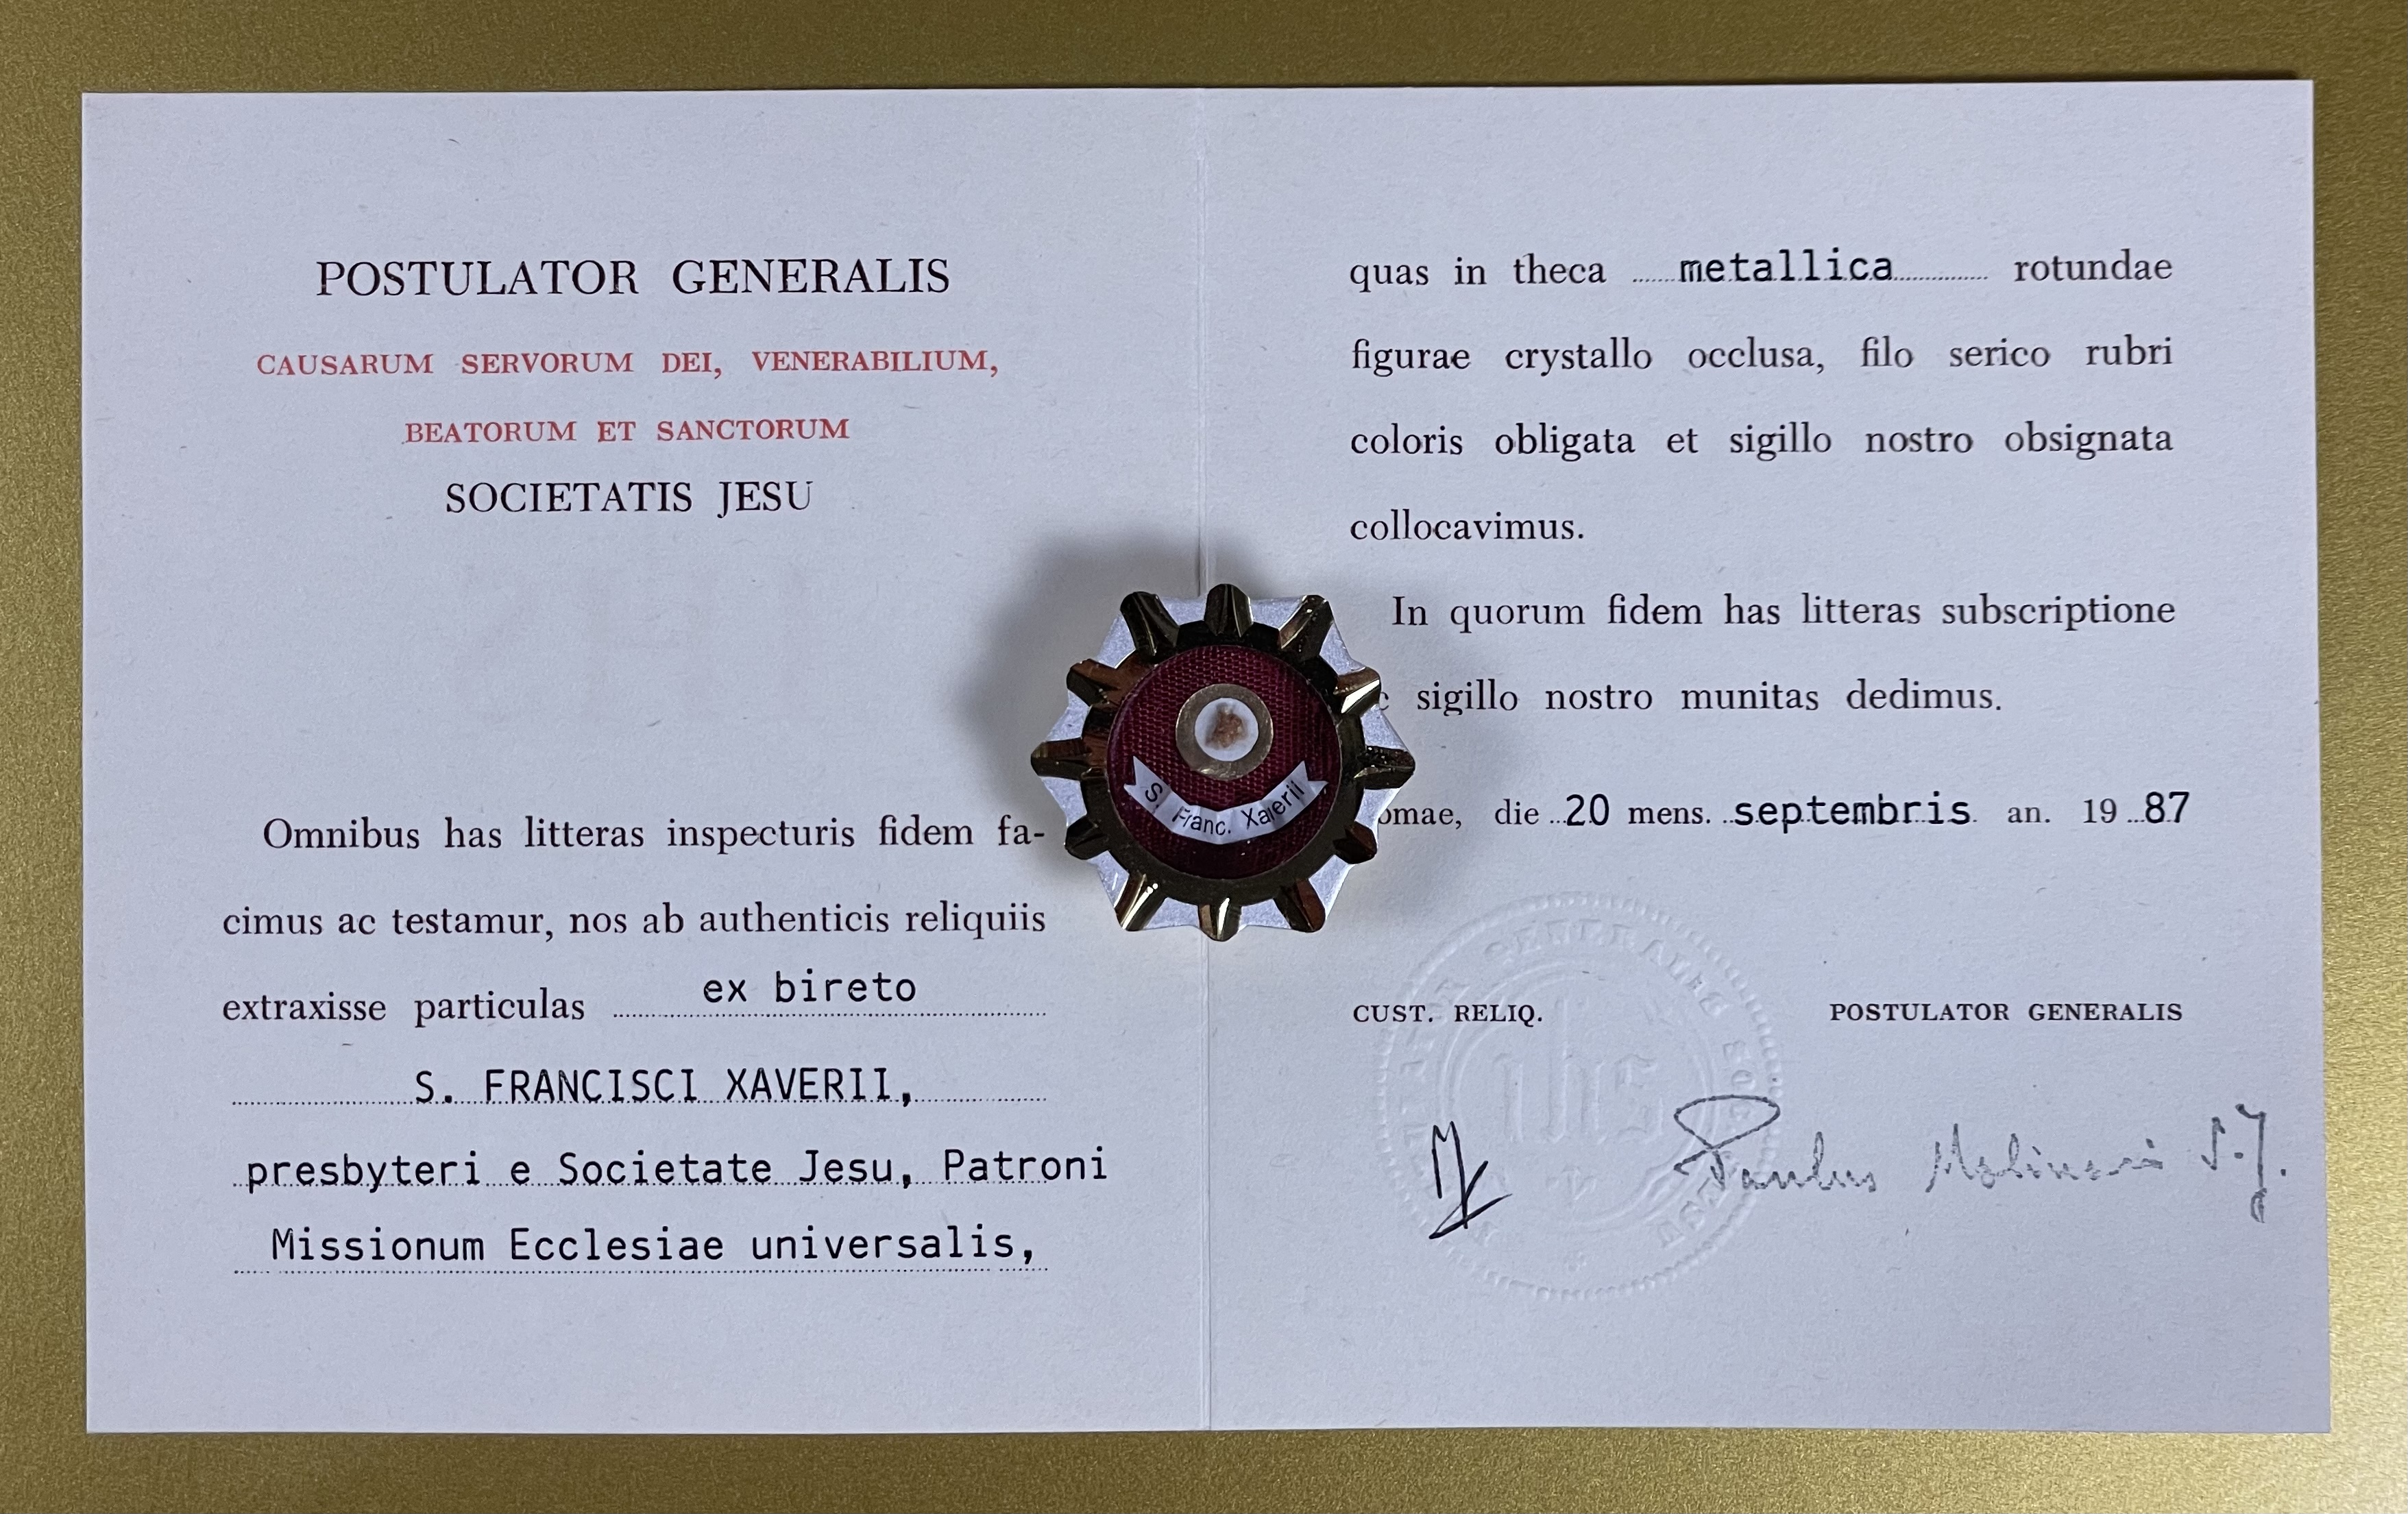 POSTULATOR GENERALIS
CAUSARUM SERVORUM DEI, VENERABILIUM,
BEATORUM ET SANCTORUM
SOCIETATIS JESU
Omnibus has litteras inspecturis fidem fa-
cimus ac testamur, nos ab authenticis reliquiis
extraxisse particulas ex bireto
S. FRANCISCI XAVERII,
presbyteri e Societate Jesu, Patroni
Missionum Ecclesiae universalis,
S. Franc. Xaverii
quas in theca metallica rotundae
figurae crystallo occlusa, filo serico rubri
coloris obligata et sigillo nostro obsignata
collocavimus.
In quorum fidem has litteras subscriptione
sigillo nostro munitas dedimus.
omae, die 20 mens. septembris an. 19 87
CUST. RELIQ. POSTULATOR GENERALIS
ihs
Paulus Molinari S.J.